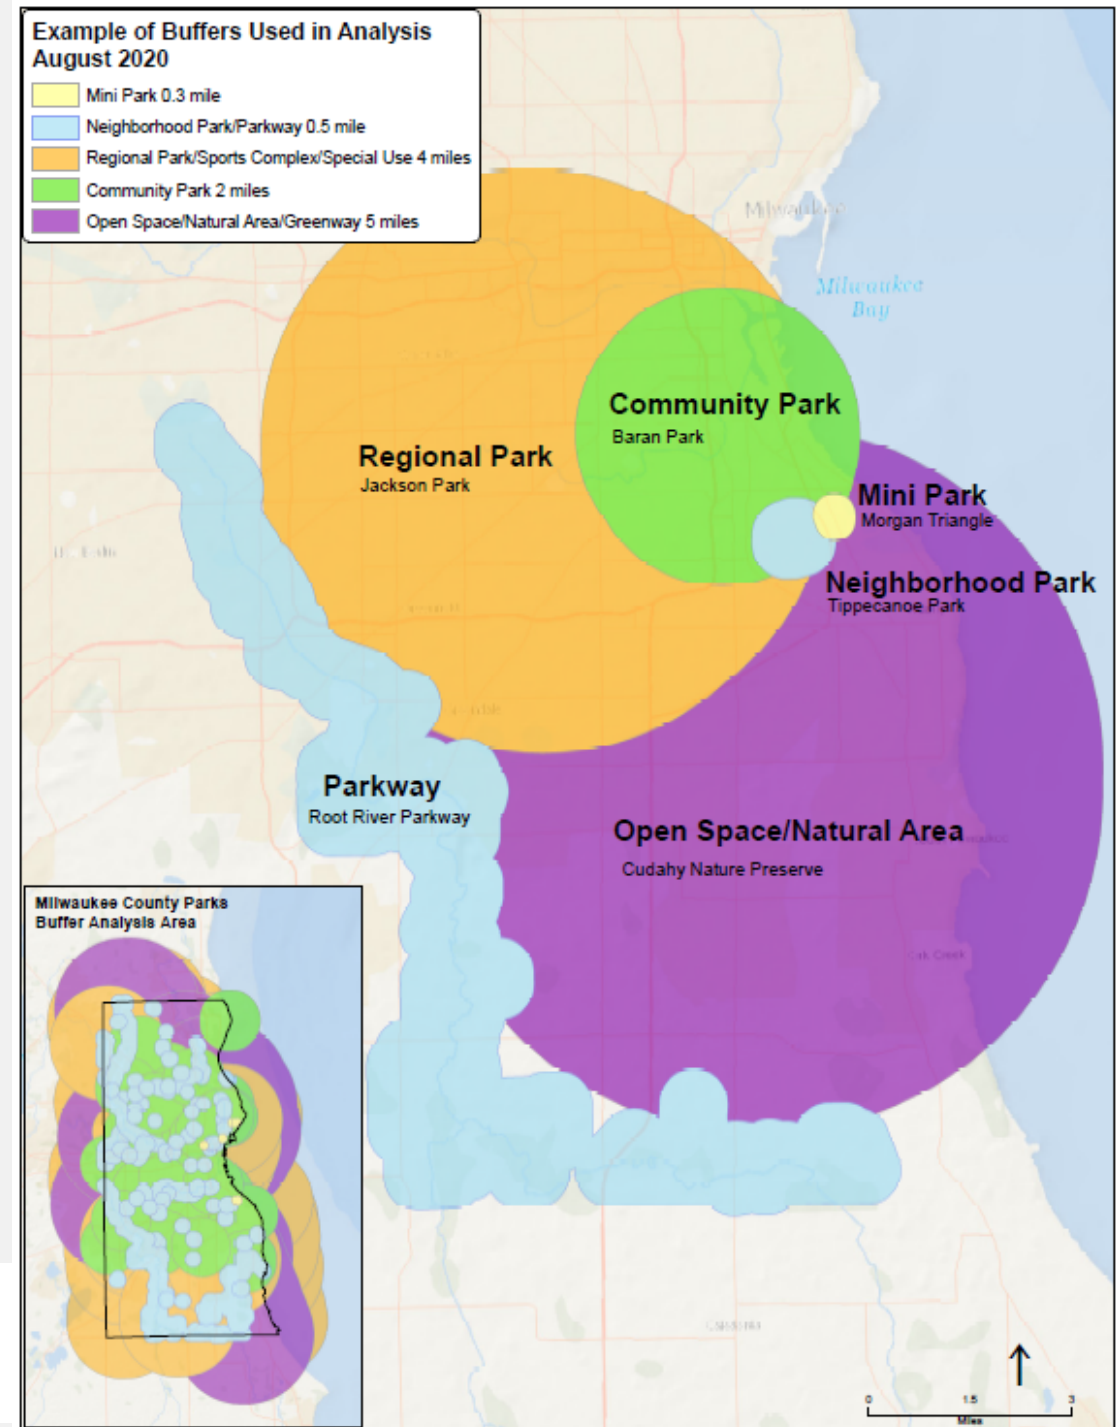 Example of Buffers Used in Analysis
August 2020
Mini Park 0.3 mile
Neighborhood Park/Parkway 0.5 mile
Regional Park/Sports Complex/Special Use 4 miles
Community Park 2 miles
Open Space/Natural Area/Greenway 5 miles
Milwaukee
Milwaukee
Bay
Community Park
Baran Park
Regional Park
Jackson Park
Mini Park
Morgan Triangle
Neighborhood Park
Tippecanoe Park
Parkway
Root River Parkway
Open Space/Natural Area
Cudahy Nature Preserve
Oak Creek
Milwaukee County Parks
Buffer Analysis Area
0 1.5 3
Miles